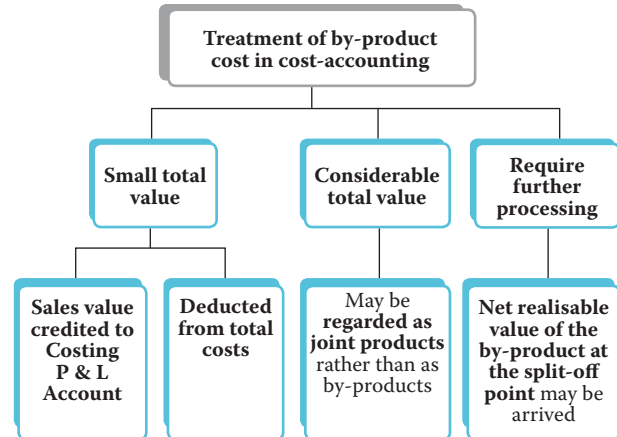 Treatment of by-product
cost in cost-accounting
Small total
value
Considerable
total value
Require
further
processing
Sales value
credited to
Costing
P & L
Account
Deducted
from total
costs
May be
regarded as
joint products
rather than as
by-products
Net realisable
value of the
by-product at
the split-off
point may be
arrived